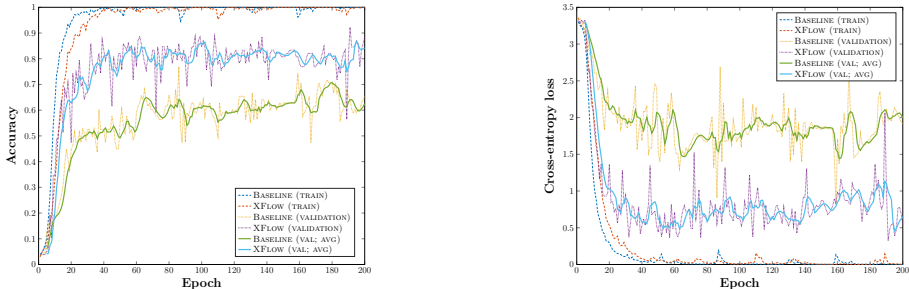 1
0.9
0.8
0.7
0.6
0.5
0.4
0.3
0.2
0.1
0
Accuracy
0 20 40 60 80 100 120 140 160 180 200
Epoch
BASELINE (TRAIN)
XFLOW (TRAIN)
BASELINE (VALIDATION)
XFLOW (VALIDATION)
BASELINE (VAL; AVG)
XFLOW (VAL; AVG)
3.5
3
2.5
2
1.5
1
0.5
0
Cross-entropy loss
0 20 40 60 80 100 120 140 160 180 200
Epoch
BASELINE (TRAIN)
XFLOW (TRAIN)
BASELINE (VALIDATION)
XFLOW (VALIDATION)
BASELINE (VAL; AVG)
XFLOW (VAL; AVG)